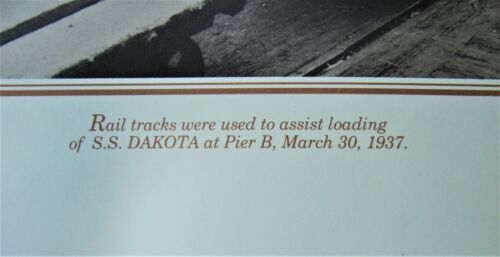 Rail tracks were used to assist loading
of S.S. DAKOTA at Pier B, March 30, 1937.